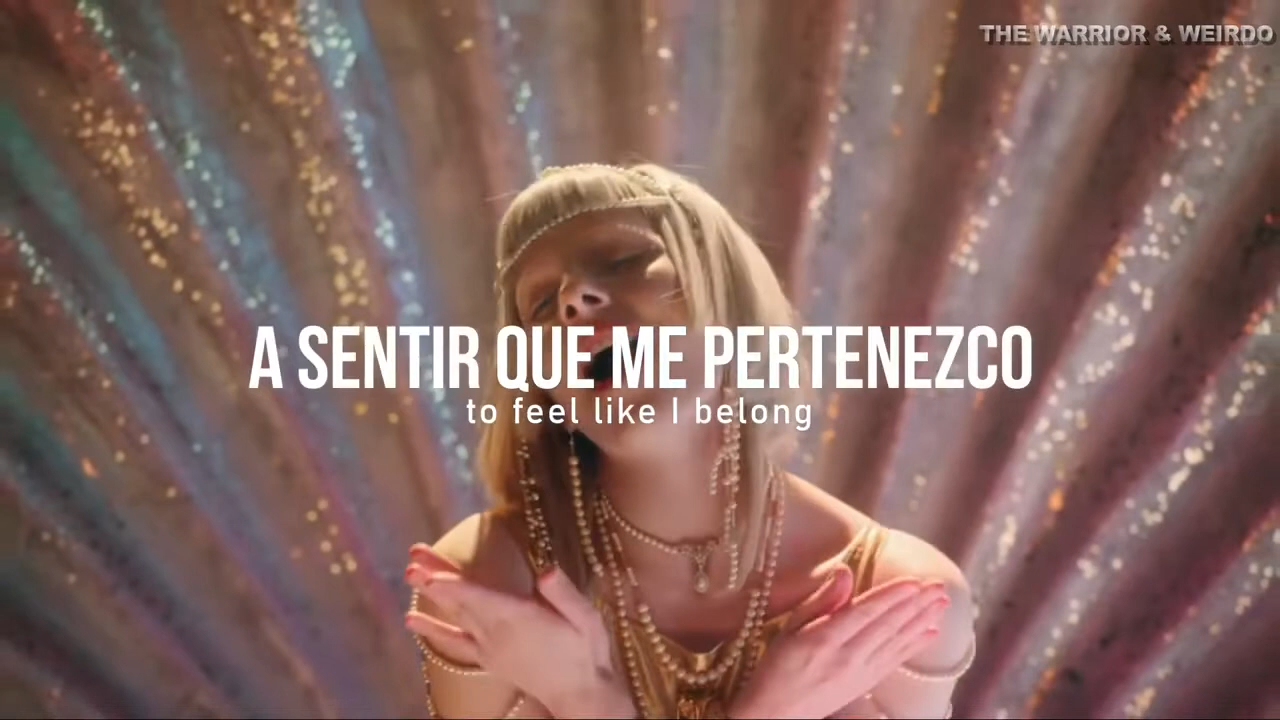 THE WARRIOR & WEIRDO
A SENTIR QUE ME PERTENEZCO
to feel like I belong